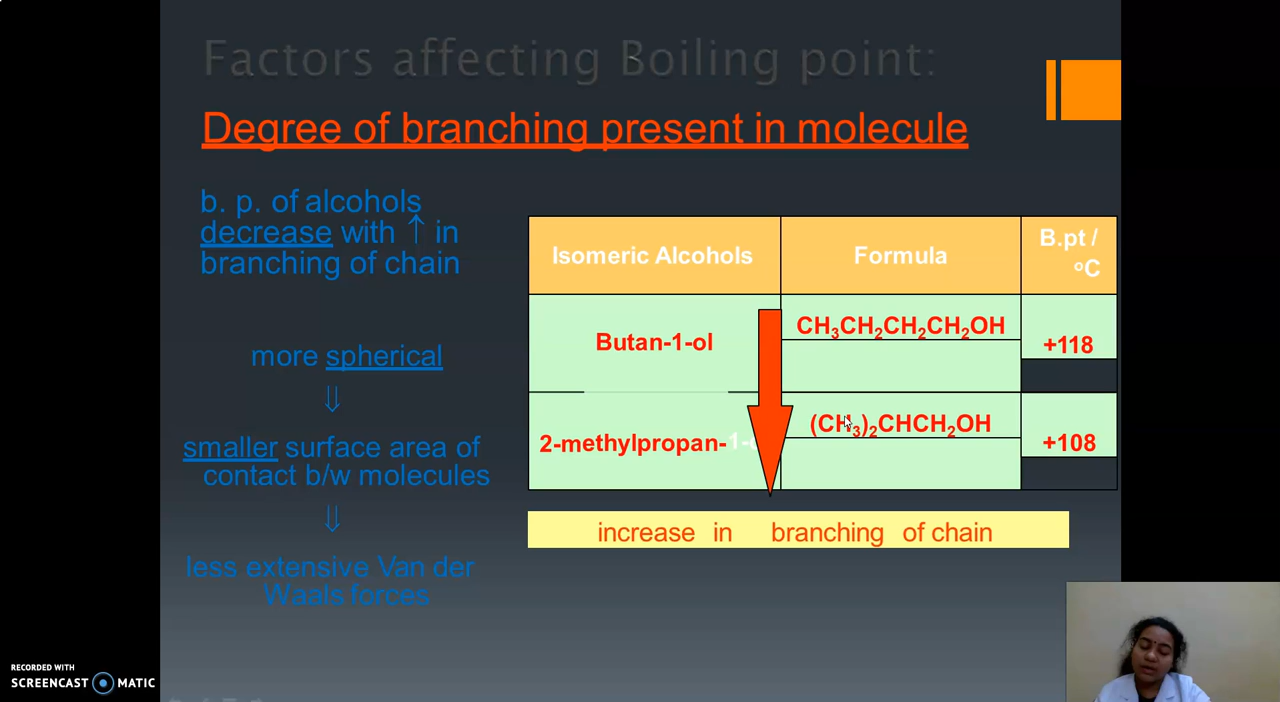 Factors affecting Boiling point:
Degree of branching present in molecule
b. p. of alcohols
decrease with ↑ in
branching of chain
more spherical
⇓
smaller surface area of
contact b/w molecules
⇓
less extensive Van der
Waals forces
Isomeric Alcohols
Formula
B.pt /
ºC
Butan-1-ol
CH₃CH₂CH₂CH₂OH
+118
2-methylpropan-
(CH₃)₂CHCH₂OH
+108
increase in branching of chain
RECORDED WITH
SCREENCAST MATIC